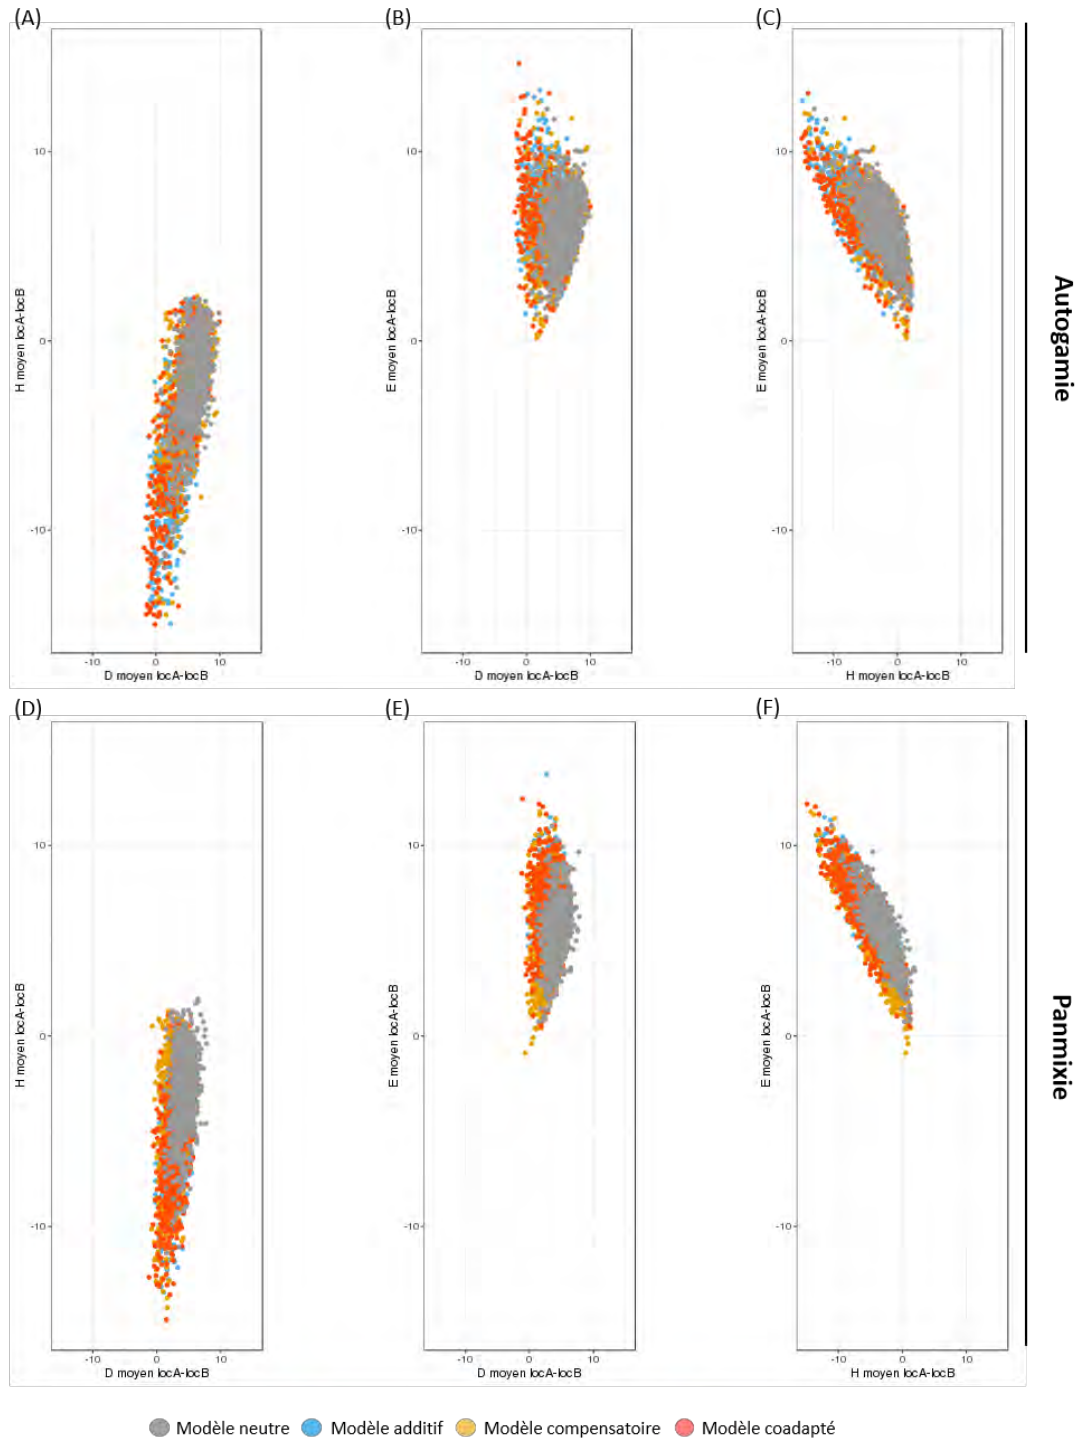 (A)
(B)
(C)
10
0
-10
H moyen locA-locB
-10
0
10
D moyen locA-locB
10
0
-10
E moyen locA-locB
-10
0
10
D moyen locA-locB
10
0
-10
E moyen locA-locB
-10
0
10
H moyen locA-locB
Autogamie
(D)
(E)
(F)
10
0
-10
H moyen locA-locB
-10
0
10
D moyen locA-locB
10
0
-10
E moyen locA-locB
-10
0
10
D moyen locA-locB
10
0
-10
E moyen locA-locB
-10
0
10
H moyen locA-locB
Panmixie
Modèle neutre
Modèle additif
Modèle compensatoire
Modèle coadapté